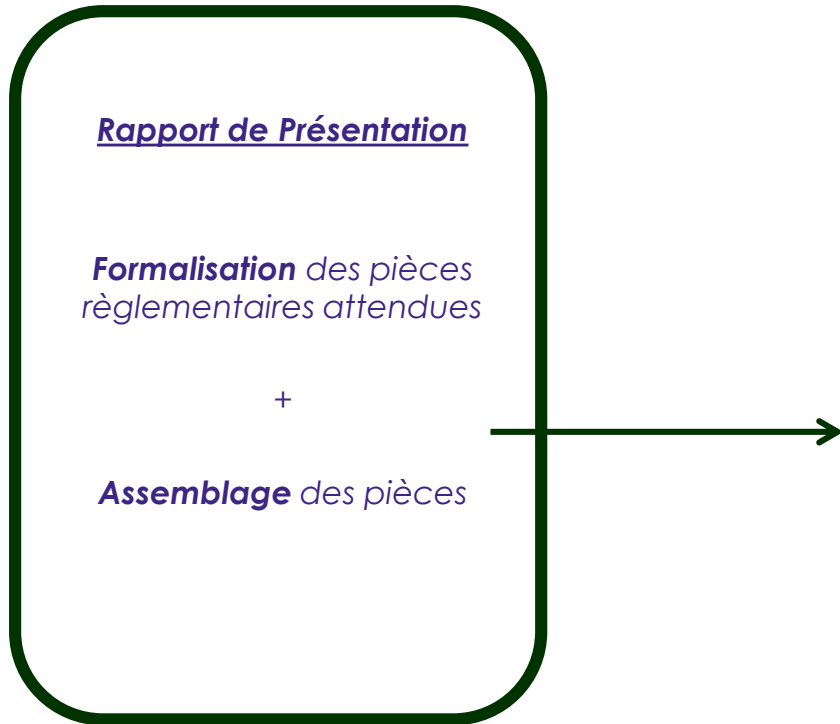 Rapport de Présentation
Formalisation des pièces
règlementaires attendues
+
Assemblage des pièces